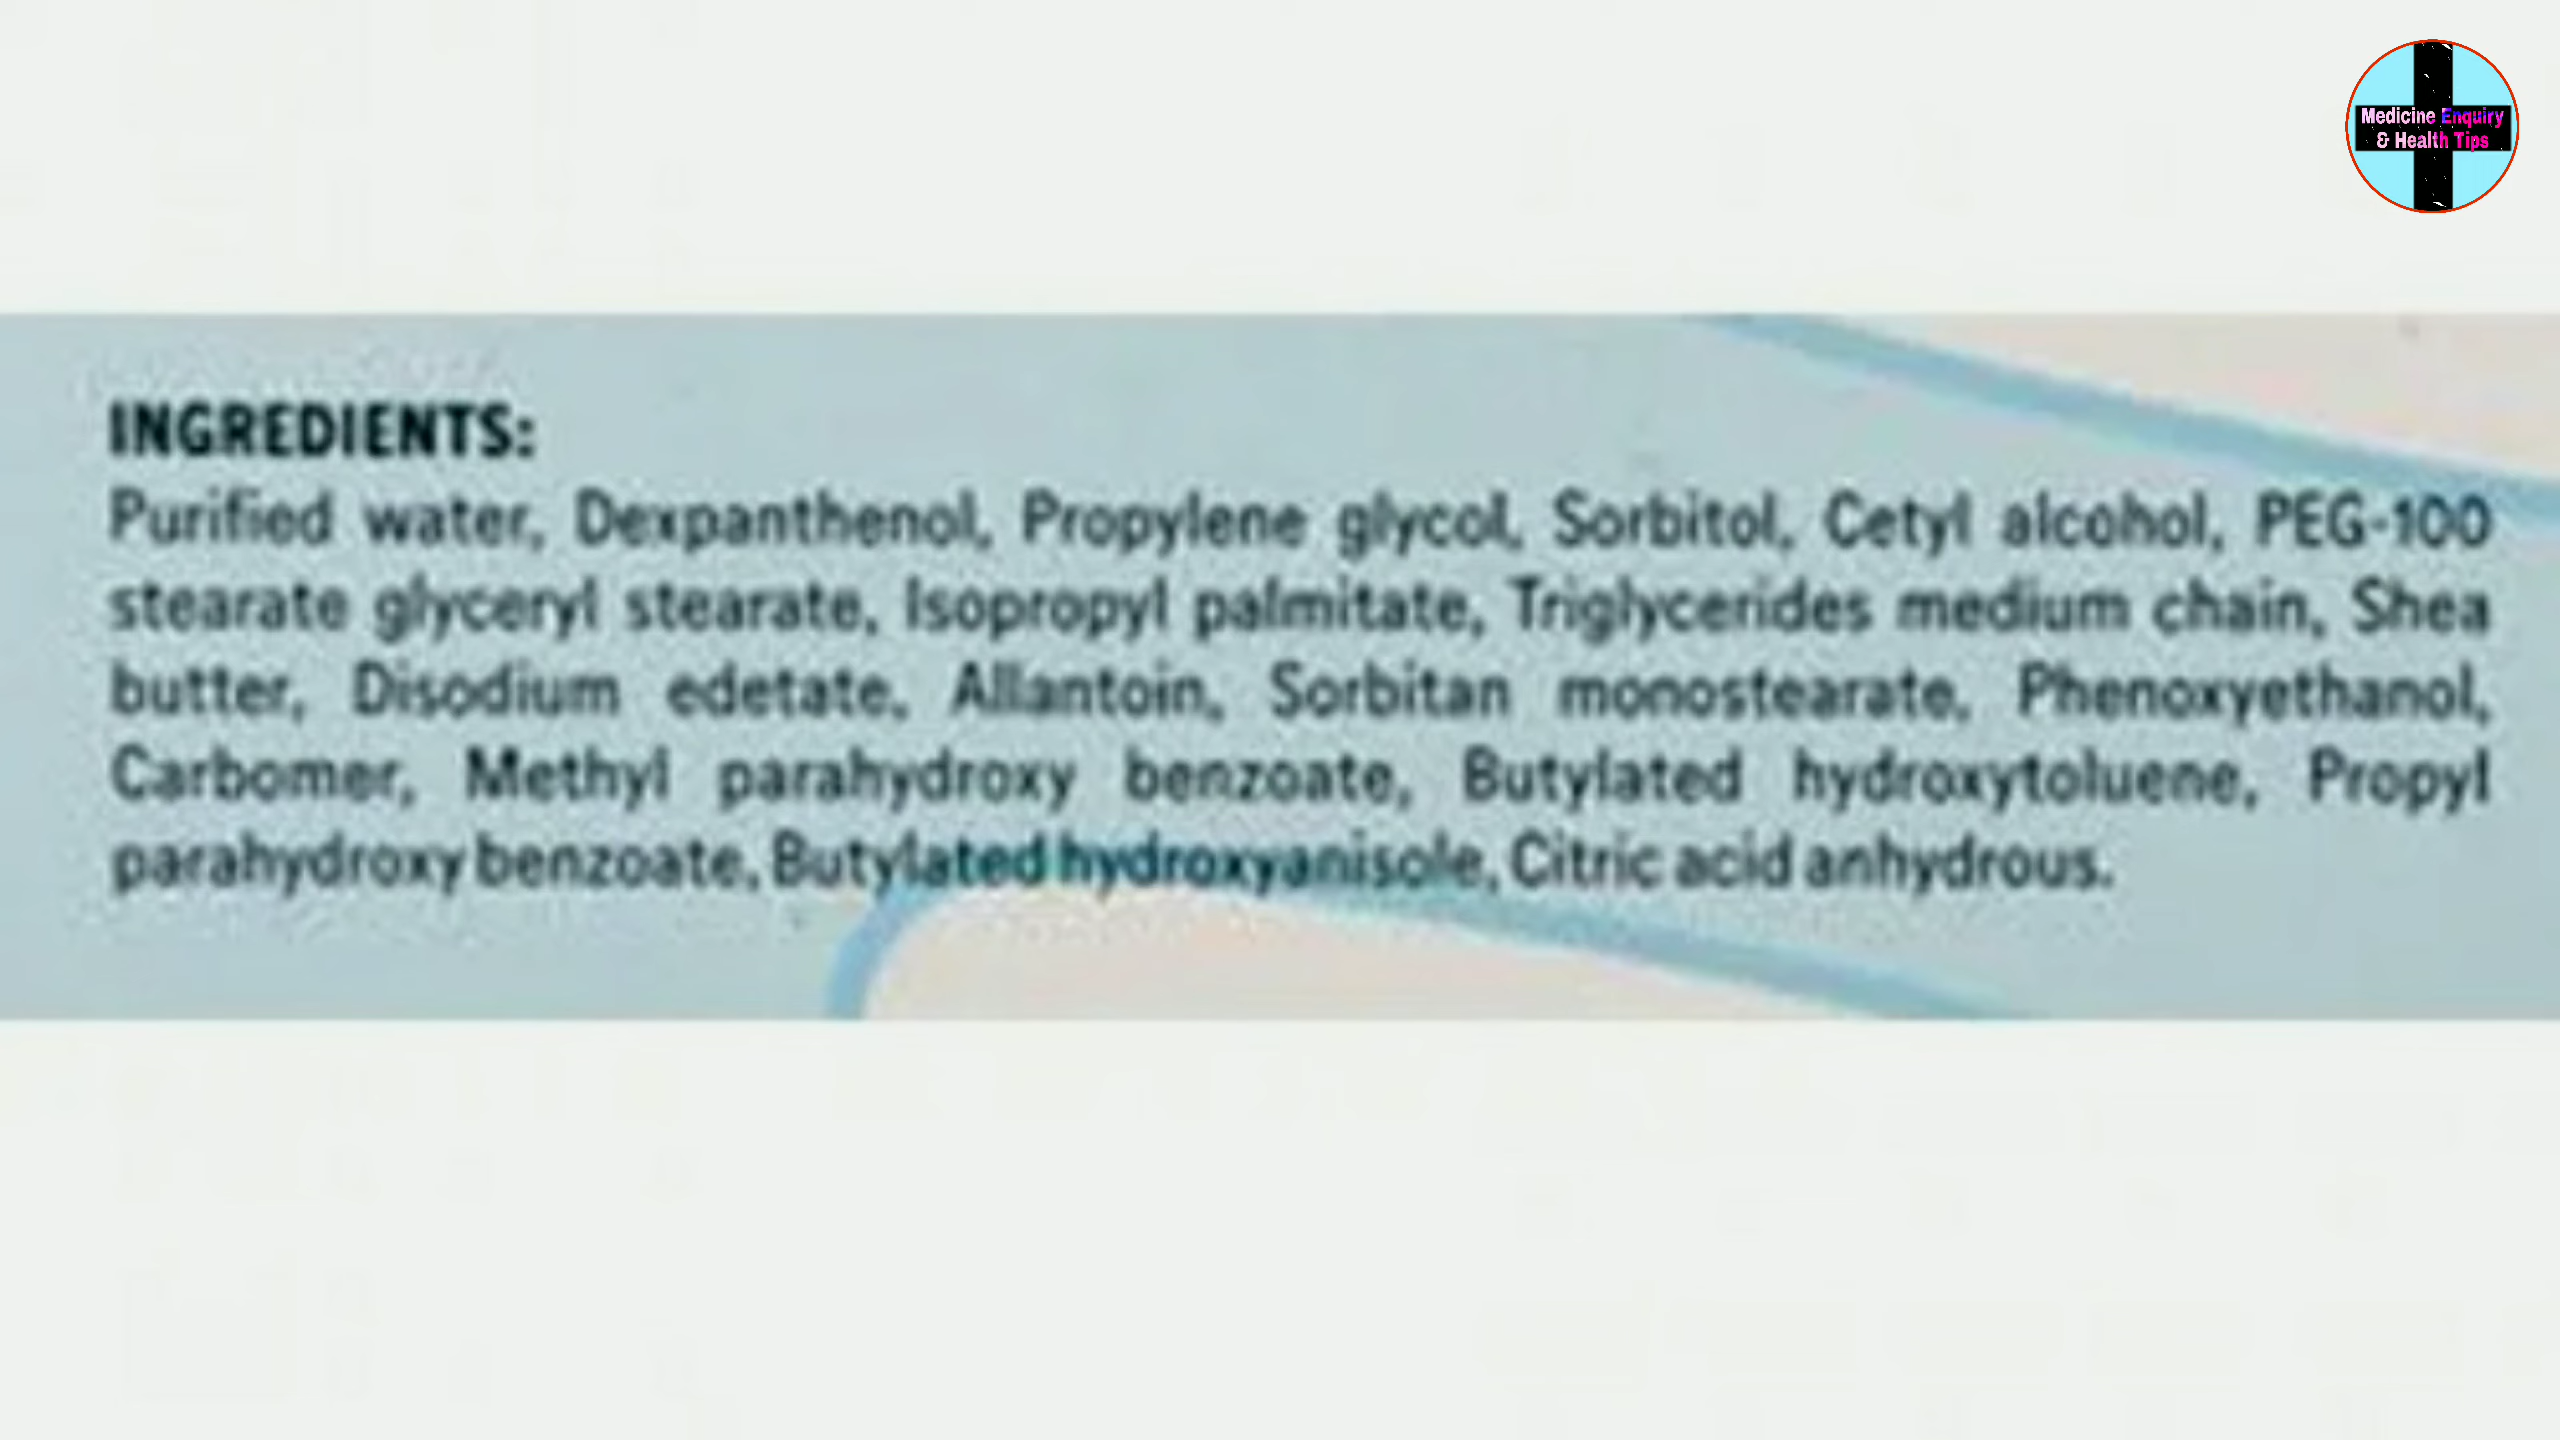 Medicine Enquiry
& Health Tips
INGREDIENTS:
Purified water, Dexpanthenol, Propylene glycol, Sorbitol, Cetyl alcohol, PEG-100
stearate glyceryl stearate, Isopropyl palmitate, Triglycerides medium chain, Shea
butter, Disodium edetate, Allantoin, Sorbitan monostearate, Phenoxyethanol,
Carbomer, Methyl parahydroxy benzoate, Butylated hydroxytoluene, Propyl
parahydroxy benzoate, Butylated hydroxyanisole, Citric acid anhydrous.